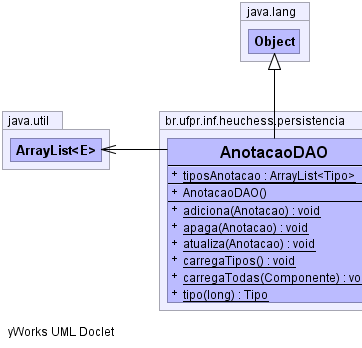 java.lang
Object
java.util
ArrayList<E>
br.ufpr.inf.heuchess.persistencia
AnotacaoDAO
+ tiposAnotacao : ArrayList<Tipo>
+ AnotacaoDAO()
+ adiciona(Anotacao) : void
+ apaga(Anotacao) : void
+ atualiza(Anotacao) : void
+ carregaTipos() : void
+ carregaTodas(Componente) : vo
+ tipo(long) : Tipo
yWorks UML Doclet